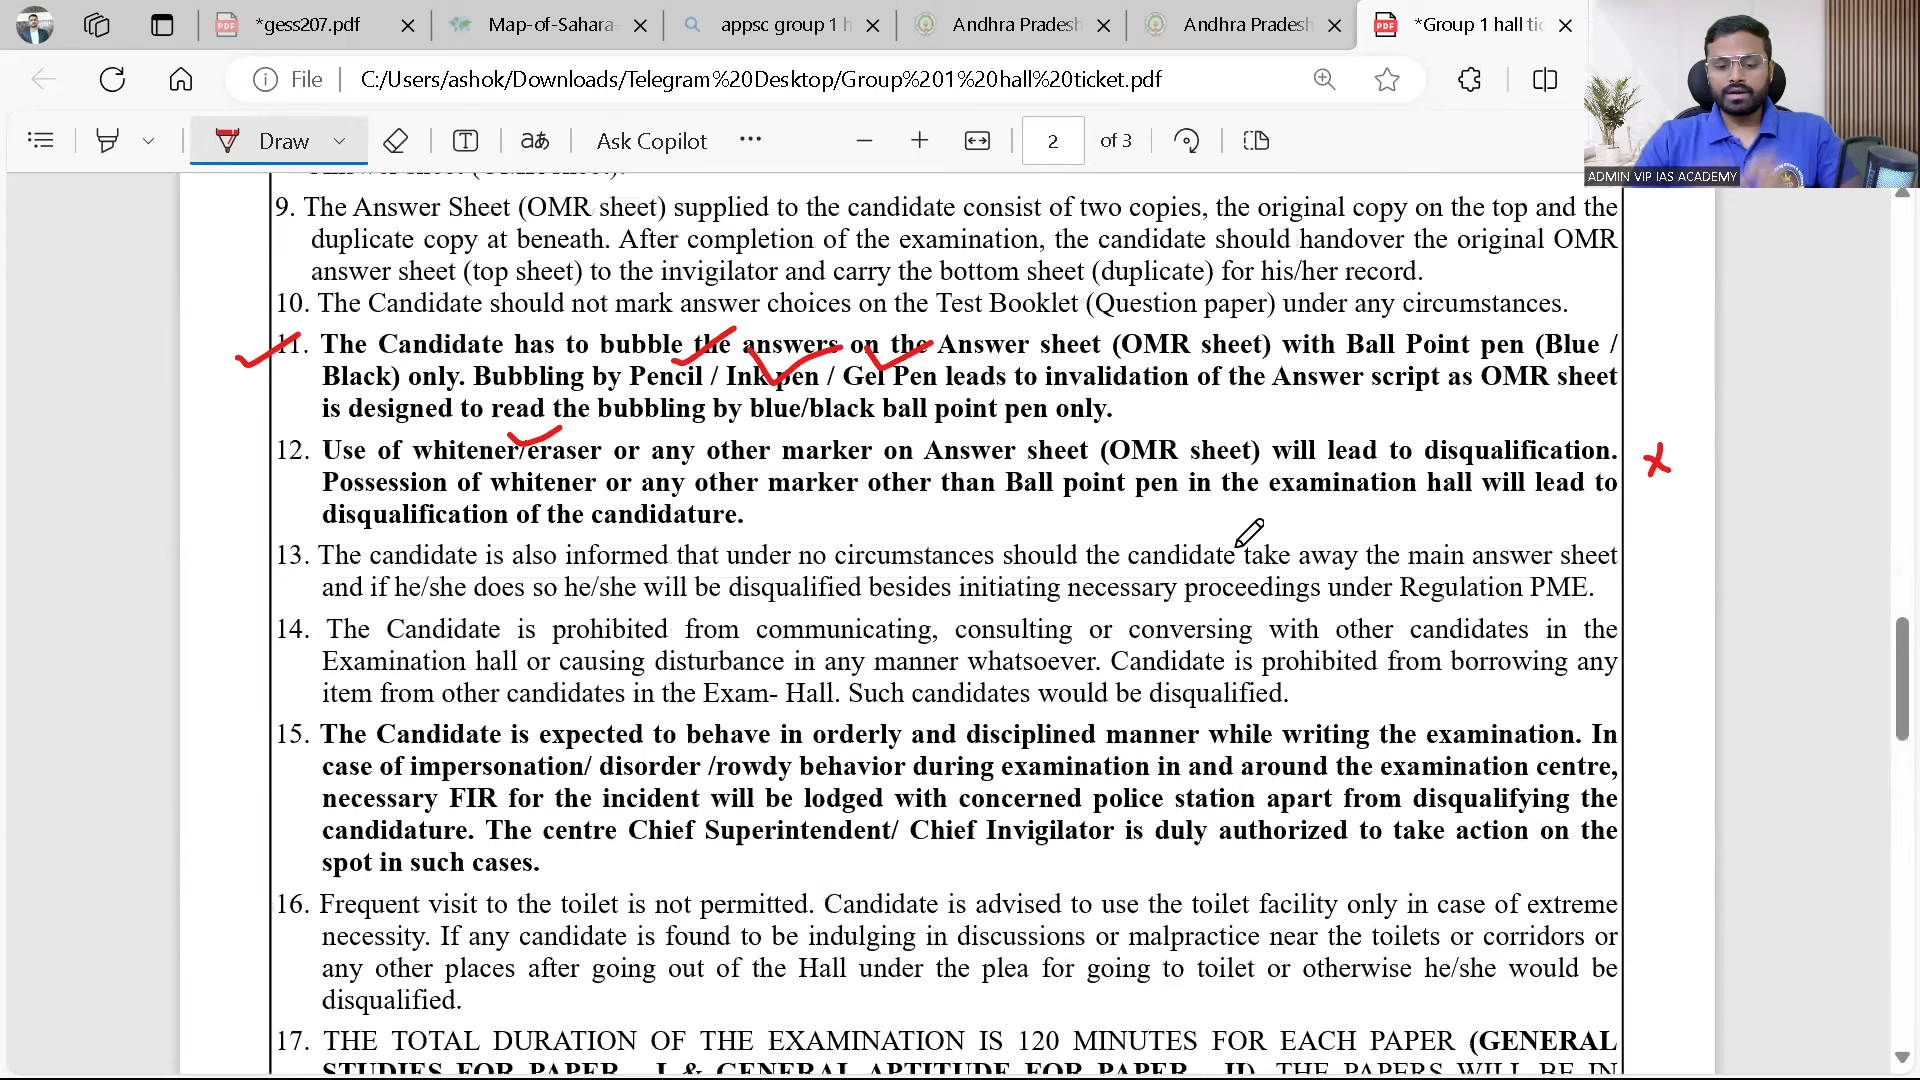 *gess207.pdf
Map-of-Sahara-
appsc group 1 h
Andhra Pradesh
Andhra Pradesh
*Group 1 hall tic
File
C:/Users/ashok/Downloads/Telegram%20Desktop/Group%201%20hall%20ticket.pdf
Draw
Ask Copilot
2
of 3
ADMIN VIP IAS ACADEMY
9. The Answer Sheet (OMR sheet) supplied to the candidate consist of two copies, the original copy on the top and the
duplicate copy at beneath. After completion of the examination, the candidate should handover the original OMR
answer sheet (top sheet) to the invigilator and carry the bottom sheet (duplicate) for his/her record.
10. The Candidate should not mark answer choices on the Test Booklet (Question paper) under any circumstances.
11. The Candidate has to bubble the answers on the Answer sheet (OMR sheet) with Ball Point pen (Blue /
Black) only. Bubbling by Pencil / Ink pen / Gel Pen leads to invalidation of the Answer script as OMR sheet
is designed to read the bubbling by blue/black ball point pen only.
12. Use of whitener/eraser or any other marker on Answer sheet (OMR sheet) will lead to disqualification.
Possession of whitener or any other marker other than Ball point pen in the examination hall will lead to
disqualification of the candidature.
13. The candidate is also informed that under no circumstances should the candidate take away the main answer sheet
and if he/she does so he/she will be disqualified besides initiating necessary proceedings under Regulation PME.
14. The Candidate is prohibited from communicating, consulting or conversing with other candidates in the
Examination hall or causing disturbance in any manner whatsoever. Candidate is prohibited from borrowing any
item from other candidates in the Exam- Hall. Such candidates would be disqualified.
15. The Candidate is expected to behave in orderly and disciplined manner while writing the examination. In
case of impersonation/ disorder /rowdy behavior during examination in and around the examination centre,
necessary FIR for the incident will be lodged with concerned police station apart from disqualifying the
candidature. The centre Chief Superintendent/ Chief Invigilator is duly authorized to take action on the
spot in such cases.
16. Frequent visit to the toilet is not permitted. Candidate is advised to use the toilet facility only in case of extreme
necessity. If any candidate is found to be indulging in discussions or malpractice near the toilets or corridors or
any other places after going out of the Hall under the plea for going to toilet or otherwise he/she would be
disqualified.
17. THE TOTAL DURATION OF THE EXAMINATION IS 120 MINUTES FOR EACH PAPER (GENERAL
STUDIES FOR PAPER – I & GENERAL APTITUDE FOR PAPER – II). THE PAPERS WILL BE IN